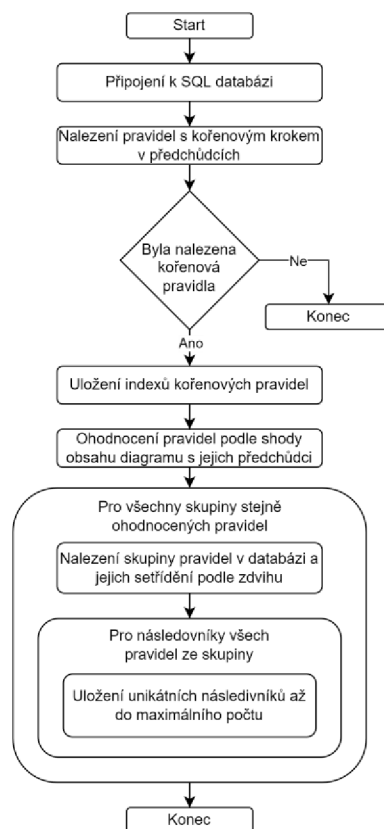 Start
Připojení k SQL databázi
Nalezení pravidel s kořenovým krokem
v předchůdcích
Byla nalezena
kořenová
pravidla
Ne
Konec
Ano
Uložení indexů kořenových pravidel
Ohodnocení pravidel podle shody
obsahu diagramu s jejich předchůdci
Pro všechny skupiny stejně
ohodnocených pravidel
Nalezení skupiny pravidel v databázi a
jejich setřídění podle zdvihu
Pro následovníky všech
pravidel ze skupiny
Uložení unikátních následivníků až
do maximálního počtu
Konec